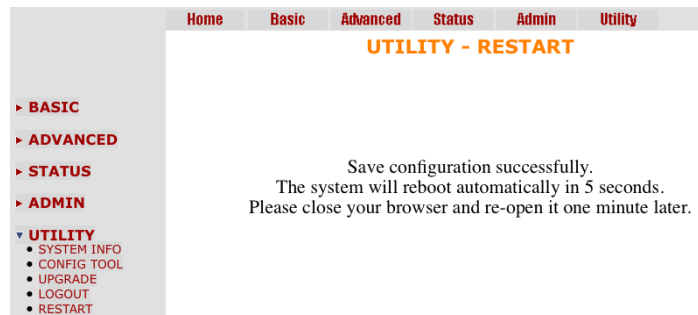 Home Basic Advanced Status Admin Utility
UTILITY - RESTART
BASIC
ADVANCED
STATUS
ADMIN
UTILITY
SYSTEM INFO
CONFIG TOOL
UPGRADE
LOGOUT
RESTART
Save configuration successfully.
The system will reboot automatically in 5 seconds.
Please close your browser and re-open it one minute later.